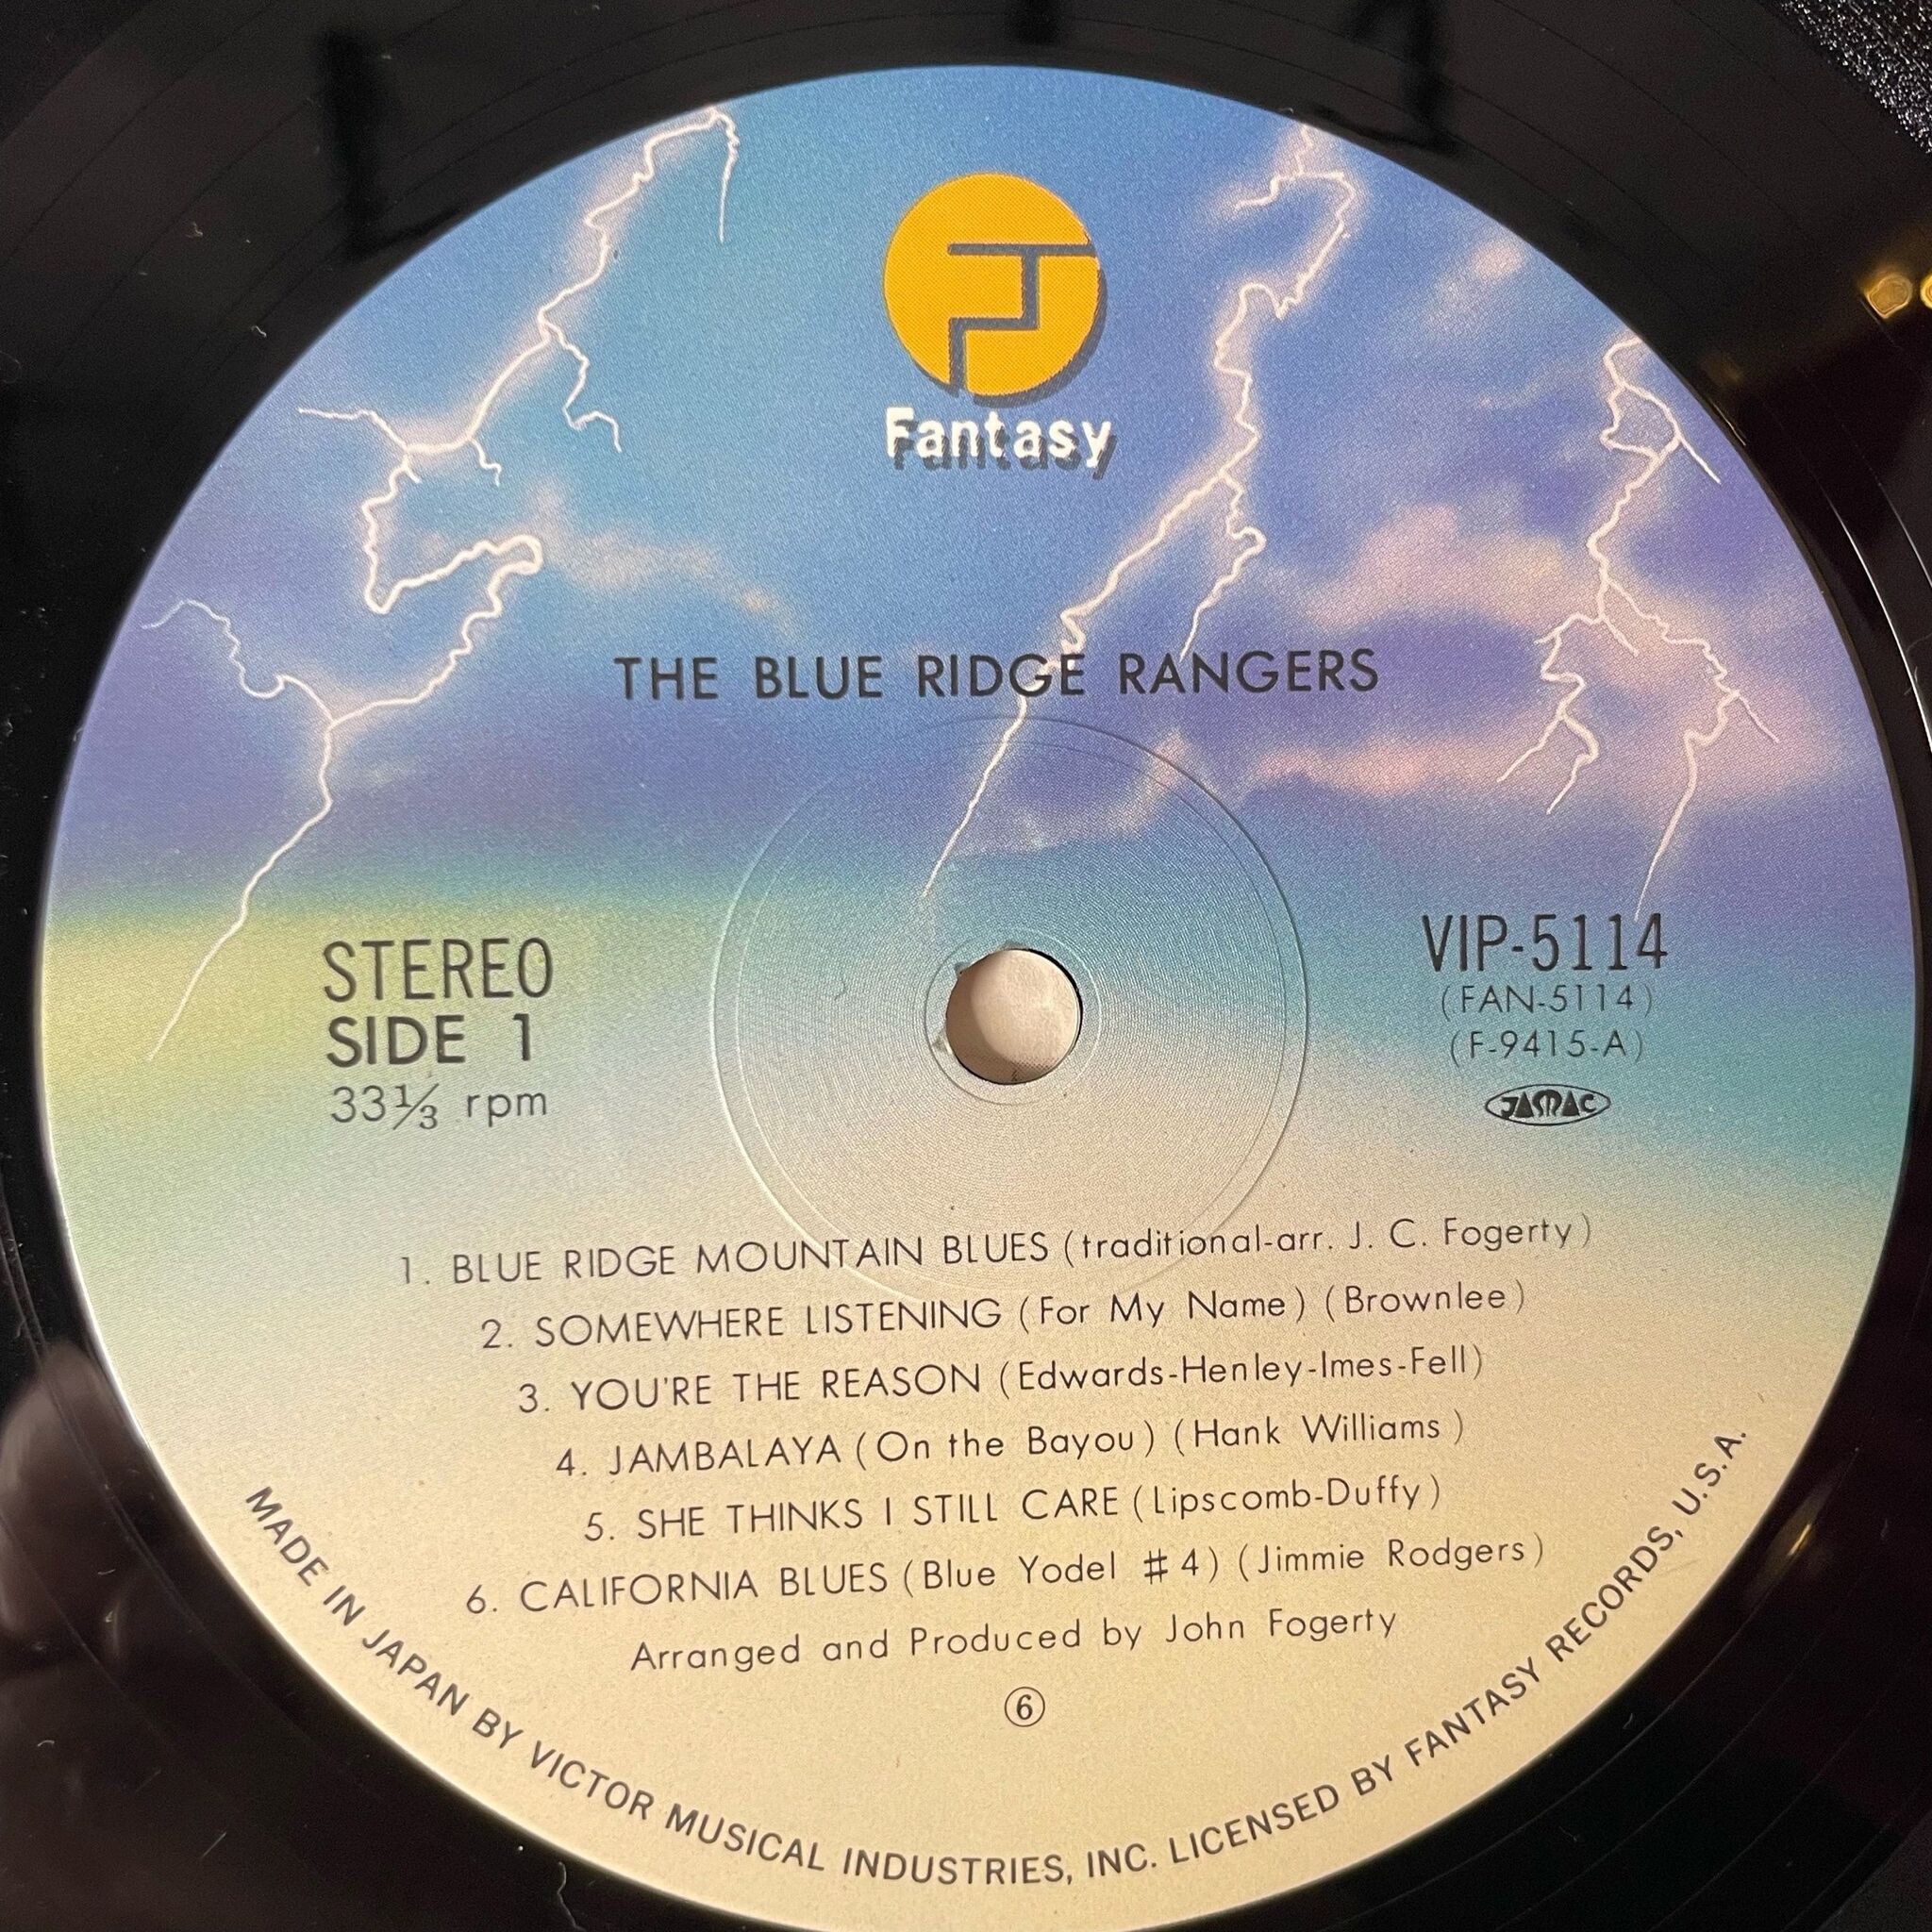 Fantasy
THE BLUE RIDGE RANGERS
STEREO
SIDE 1
33⅓ rpm
VIP-5114
(FAN-5114)
(F-9415-A)
JASRAC
1. BLUE RIDGE MOUNTAIN BLUES (traditional-arr. J. C. Fogerty)
2. SOMEWHERE LISTENING (For My Name) (Brownlee)
3. YOU'RE THE REASON (Edwards-Henley-Imes-Fell)
4. JAMBALAYA (On the Bayou) (Hank Williams)
5. SHE THINKS I STILL CARE (Lipscomb-Duffy)
6. CALIFORNIA BLUES (Blue Yodel #4) (Jimmie Rodgers)
Arranged and Produced by John Fogerty
⑥
MADE IN JAPAN BY VICTOR MUSICAL INDUSTRIES, INC. LICENSED BY FANTASY RECORDS, U.S.A.